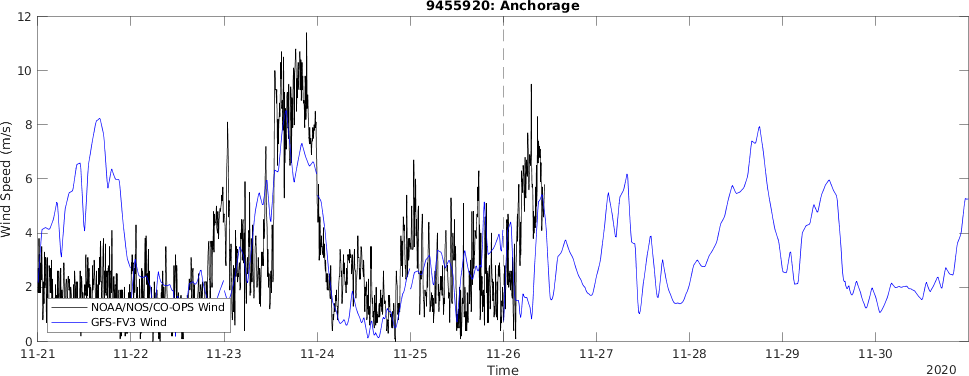 9455920: Anchorage
12
10
8
6
4
2
0
Wind Speed (m/s)
NOAA/NOS/CO-OPS Wind
GFS-FV3 Wind
11-21 11-22 11-23 11-24 11-25 11-26 11-27 11-28 11-29 11-30
Time
2020